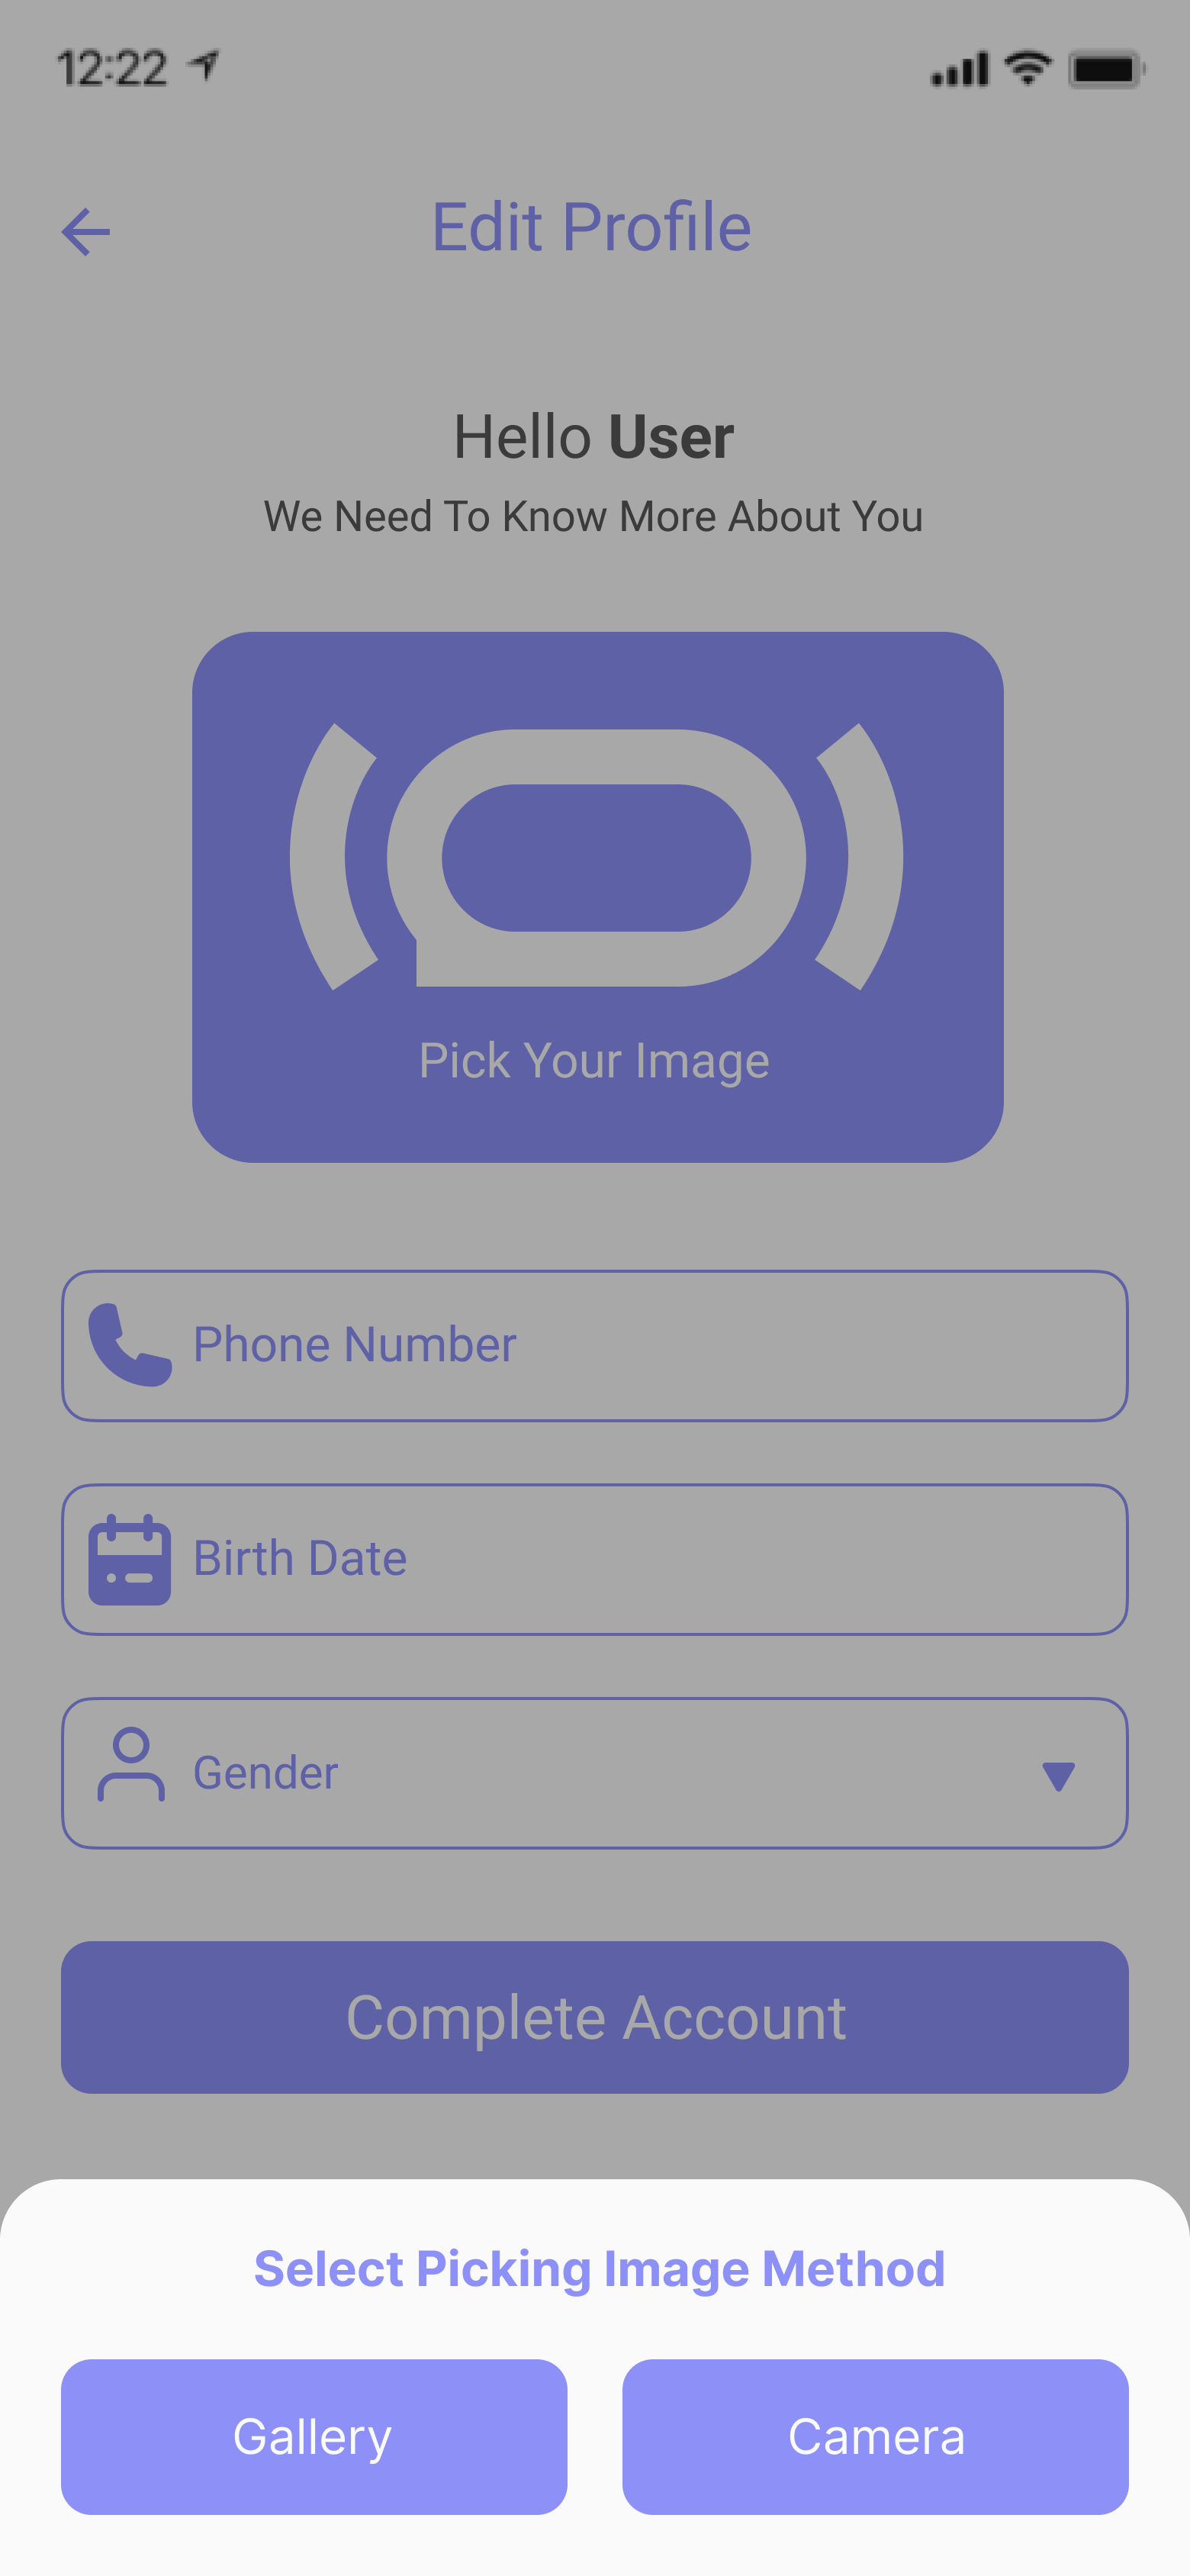 12:22
Edit Profile
Hello User
We Need To Know More About You
Pick Your Image
Phone Number
Birth Date
Gender
Complete Account
Select Picking Image Method
Gallery
Camera